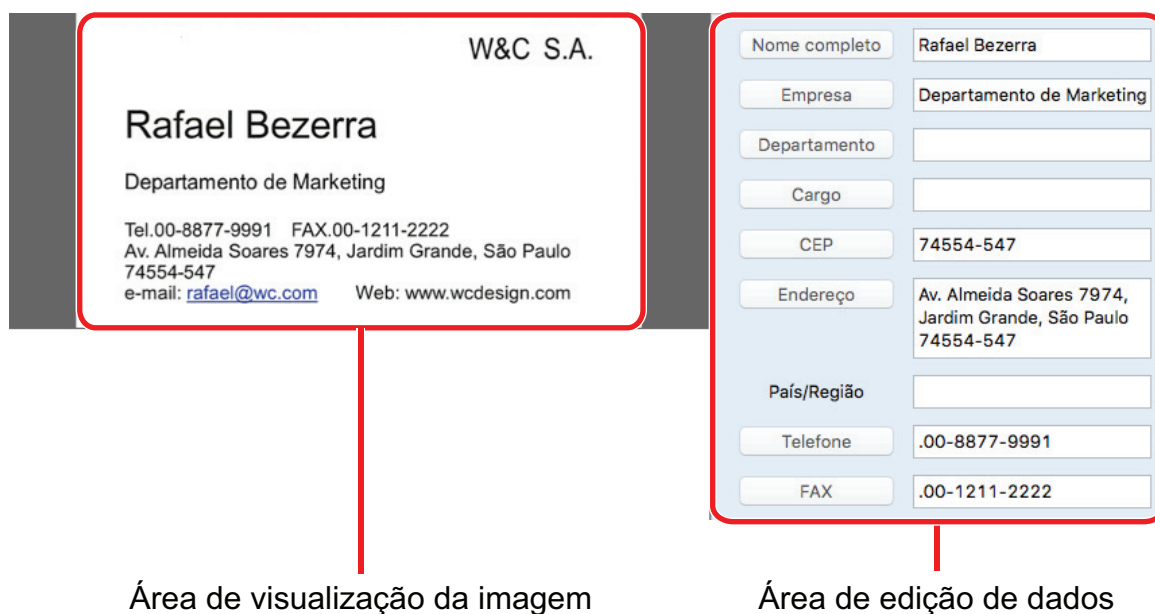 W&C S.A.
Rafael Bezerra
Departamento de Marketing
Tel.00-8877-9991 FAX.00-1211-2222
Av. Almeida Soares 7974, Jardim Grande, São Paulo
74554-547
e-mail: rafael@wc.com Web: www.wcdesign.com
Nome completo Rafael Bezerra
Empresa Departamento de Marketing
Departamento
Cargo
CEP 74554-547
Endereço Av. Almeida Soares 7974,
Jardim Grande, São Paulo
74554-547
País/Região
Telefone .00-8877-9991
FAX .00-1211-2222
Área de visualização da imagem
Área de edição de dados